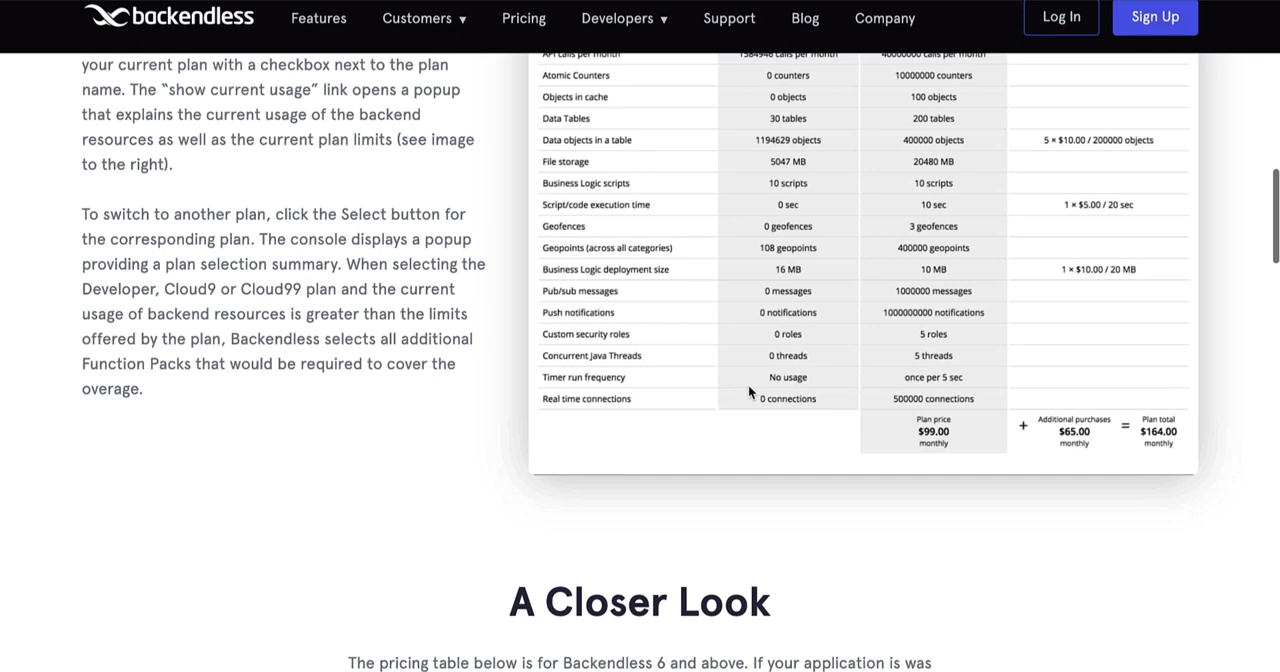 backendless Features Customers ▾ Pricing Developers ▾ Support Blog Company Log In Sign Up
your current plan with a checkbox next to the plan
name. The “show current usage” link opens a popup
that explains the current usage of the backend
resources as well as the current plan limits (see image
to the right).
To switch to another plan, click the Select button for
the corresponding plan. The console displays a popup
providing a plan selection summary. When selecting the
Developer, Cloud9 or Cloud99 plan and the current
usage of backend resources is greater than the limits
offered by the plan, Backendless selects all additional
Function Packs that would be required to cover the
overage.
API calls per month 1584946 calls per month 40000000 calls per month
Atomic Counters 0 counters 10000000 counters
Objects in cache 0 objects 100 objects
Data Tables 30 tables 200 tables
Data objects in a table 1194629 objects 400000 objects 5 × $10.00 / 200000 objects
File storage 5047 MB 20480 MB
Business Logic scripts 10 scripts 10 scripts
Script/code execution time 0 sec 10 sec 1 × $5.00 / 20 sec
Geofences 0 geofences 3 geofences
Geopoints (across all categories) 108 geopoints 400000 geopoints
Business Logic deployment size 16 MB 10 MB 1 × $10.00 / 20 MB
Pub/sub messages 0 messages 1000000 messages
Push notifications 0 notifications 1000000000 notifications
Custom security roles 0 roles 5 roles
Concurrent Java Threads 0 threads 5 threads
Timer run frequency No usage once per 5 sec
Real time connections 0 connections 500000 connections
Plan price Additional purchases Plan total
$99.00 + $65.00 = $164.00
monthly monthly monthly
A Closer Look
The pricing table below is for Backendless 6 and above. If your application is was